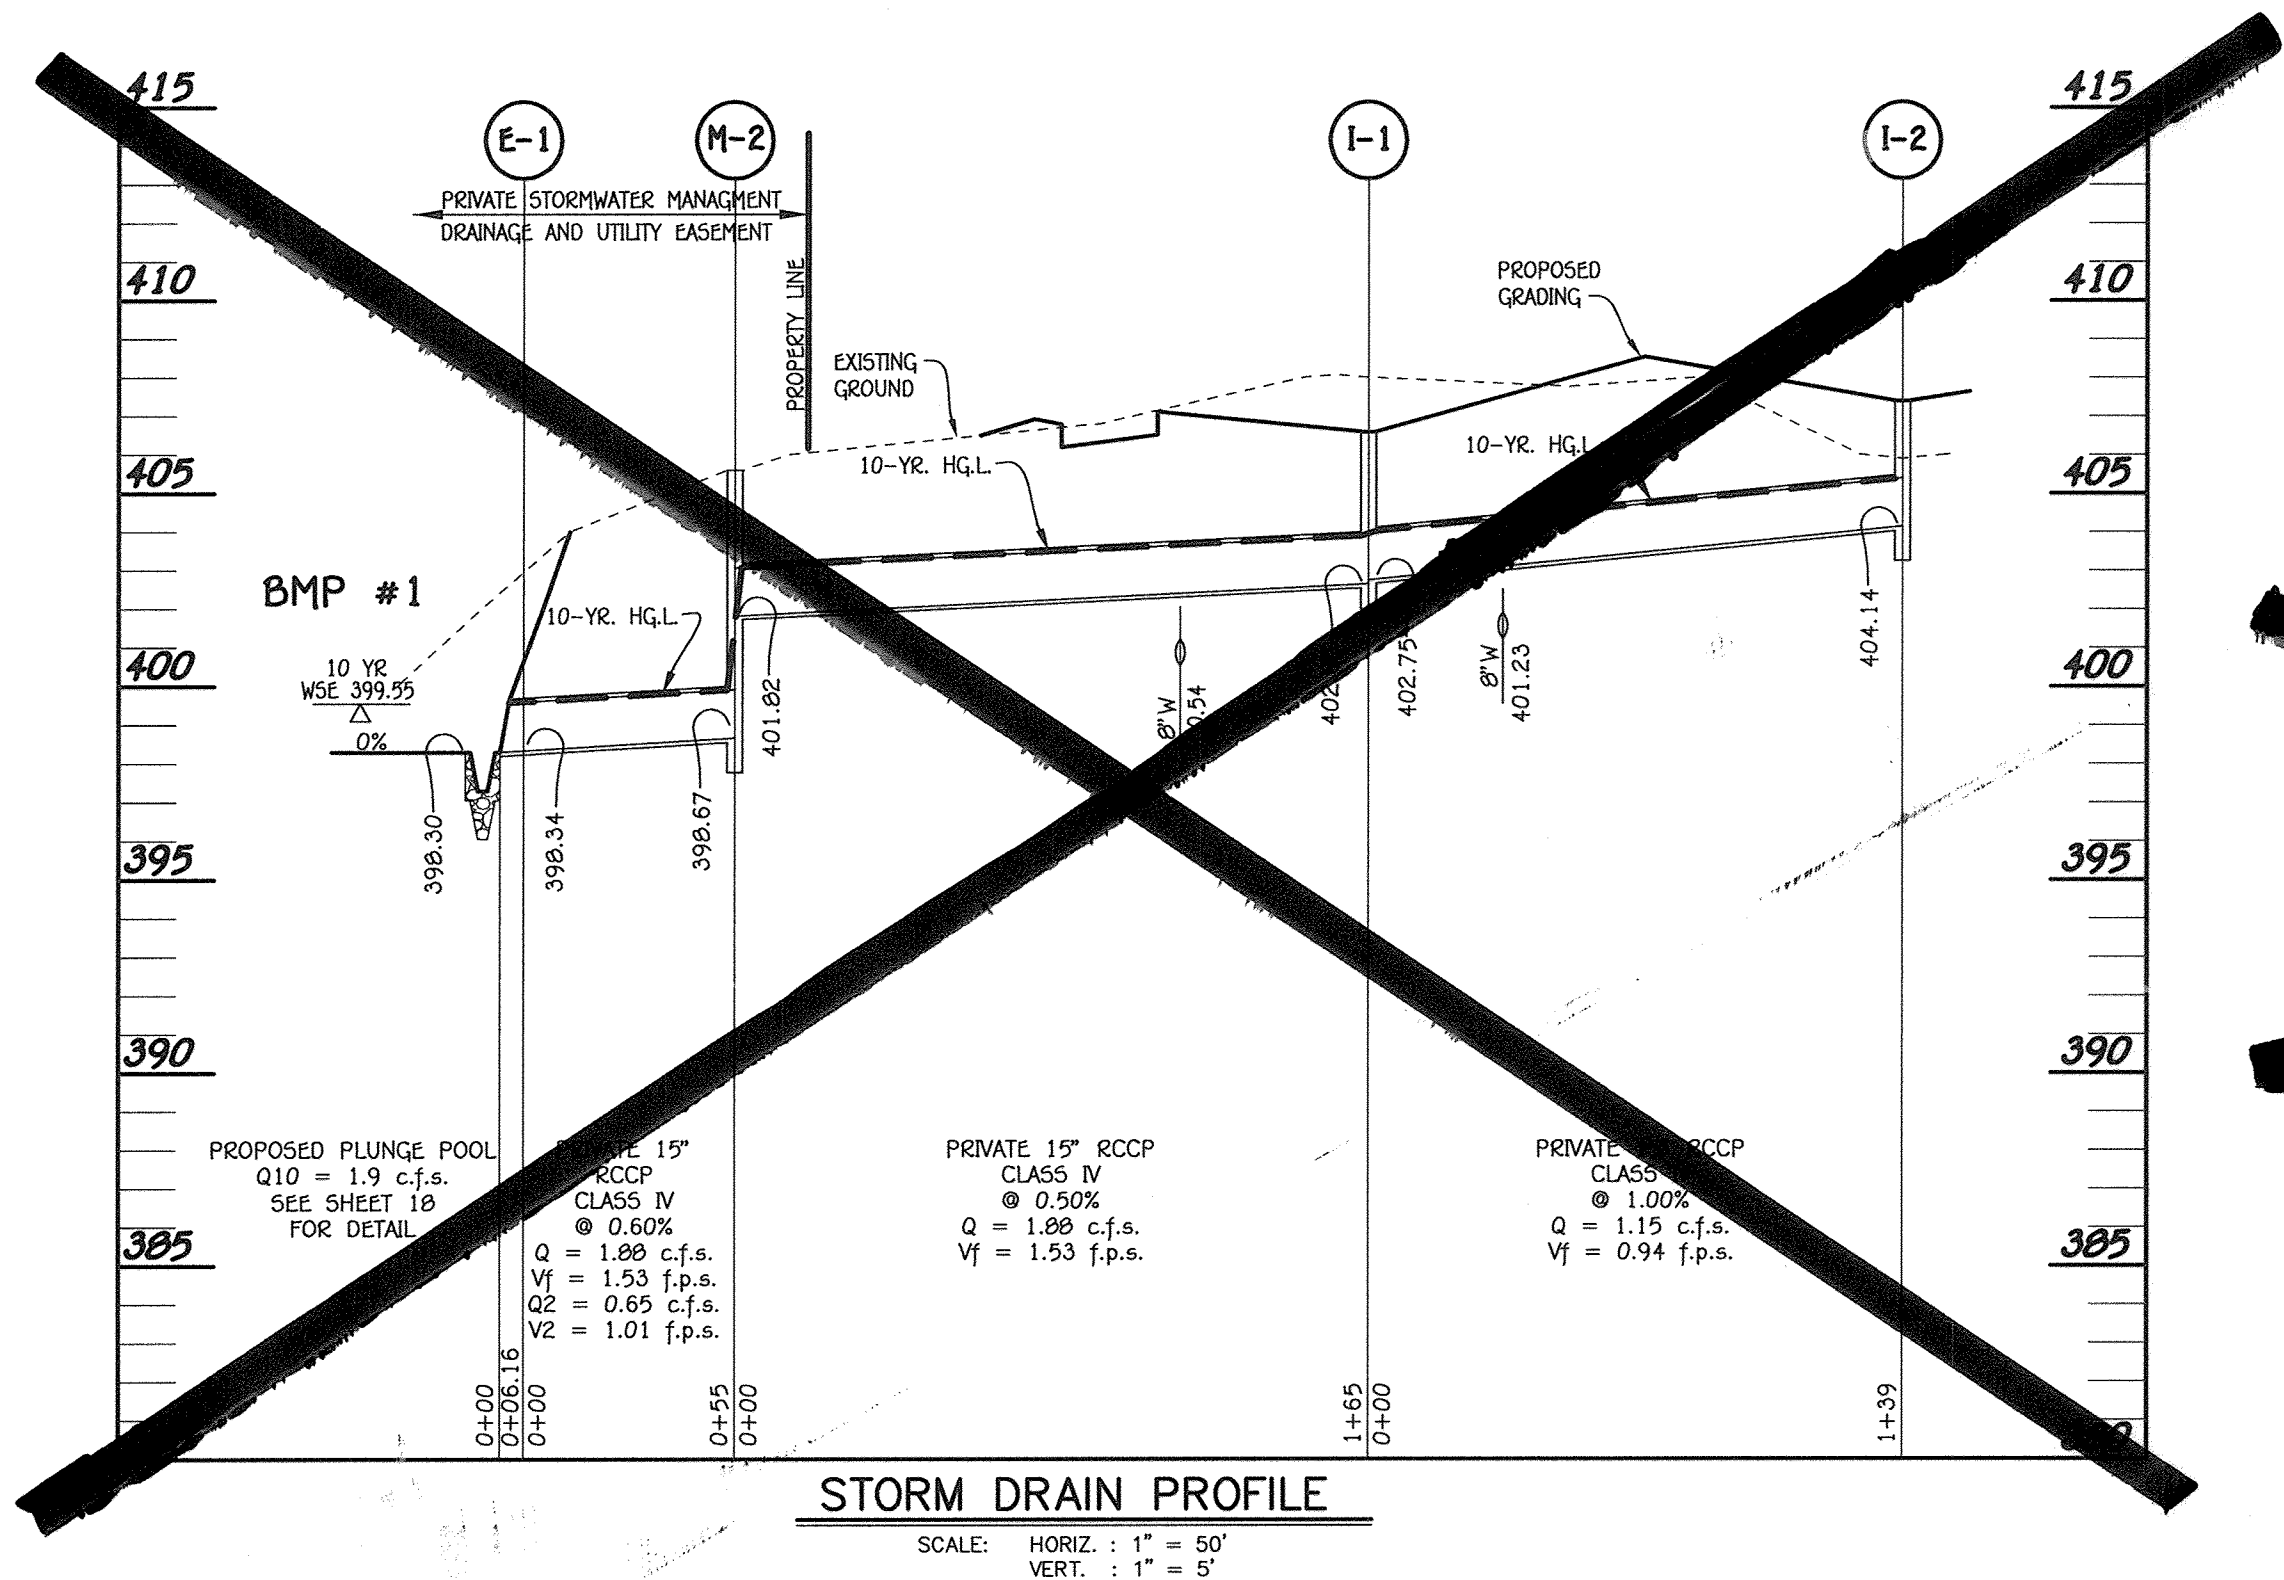 415
410
405
400
395
390
385
415
410
405
400
395
390
385
E-1
M-2
I-1
I-2
PRIVATE STORMWATER MANAGMENT
DRAINAGE AND UTILITY EASEMENT
PROPERTY LINE
EXISTING
GROUND
PROPOSED
GRADING
10-YR. HG.L.
10-YR. HG.L
10-YR. HG.L.
BMP #1
10 YR
WSE 399.55
0%
398.30
398.34
398.67
401.82
8"W
402.75
8"W
401.23
404.14
PROPOSED PLUNGE POOL
Q10 = 1.9 c.f.s.
SEE SHEET 18
FOR DETAIL
15"
RCCP
CLASS IV
@ 0.60%
Q = 1.88 c.f.s.
Vf = 1.53 f.p.s.
Q2 = 0.65 c.f.s.
V2 = 1.01 f.p.s.
PRIVATE 15" RCCP
CLASS IV
@ 0.50%
Q = 1.88 c.f.s.
Vf = 1.53 f.p.s.
PRIVATE RCCP
CLASS
@ 1.00%
Q = 1.15 c.f.s.
Vf = 0.94 f.p.s.
0+00
0+06.16
0+00
0+55
0+00
1+65
0+00
1+39
STORM DRAIN PROFILE
SCALE: HORIZ. : 1" = 50'
VERT. : 1" = 5'